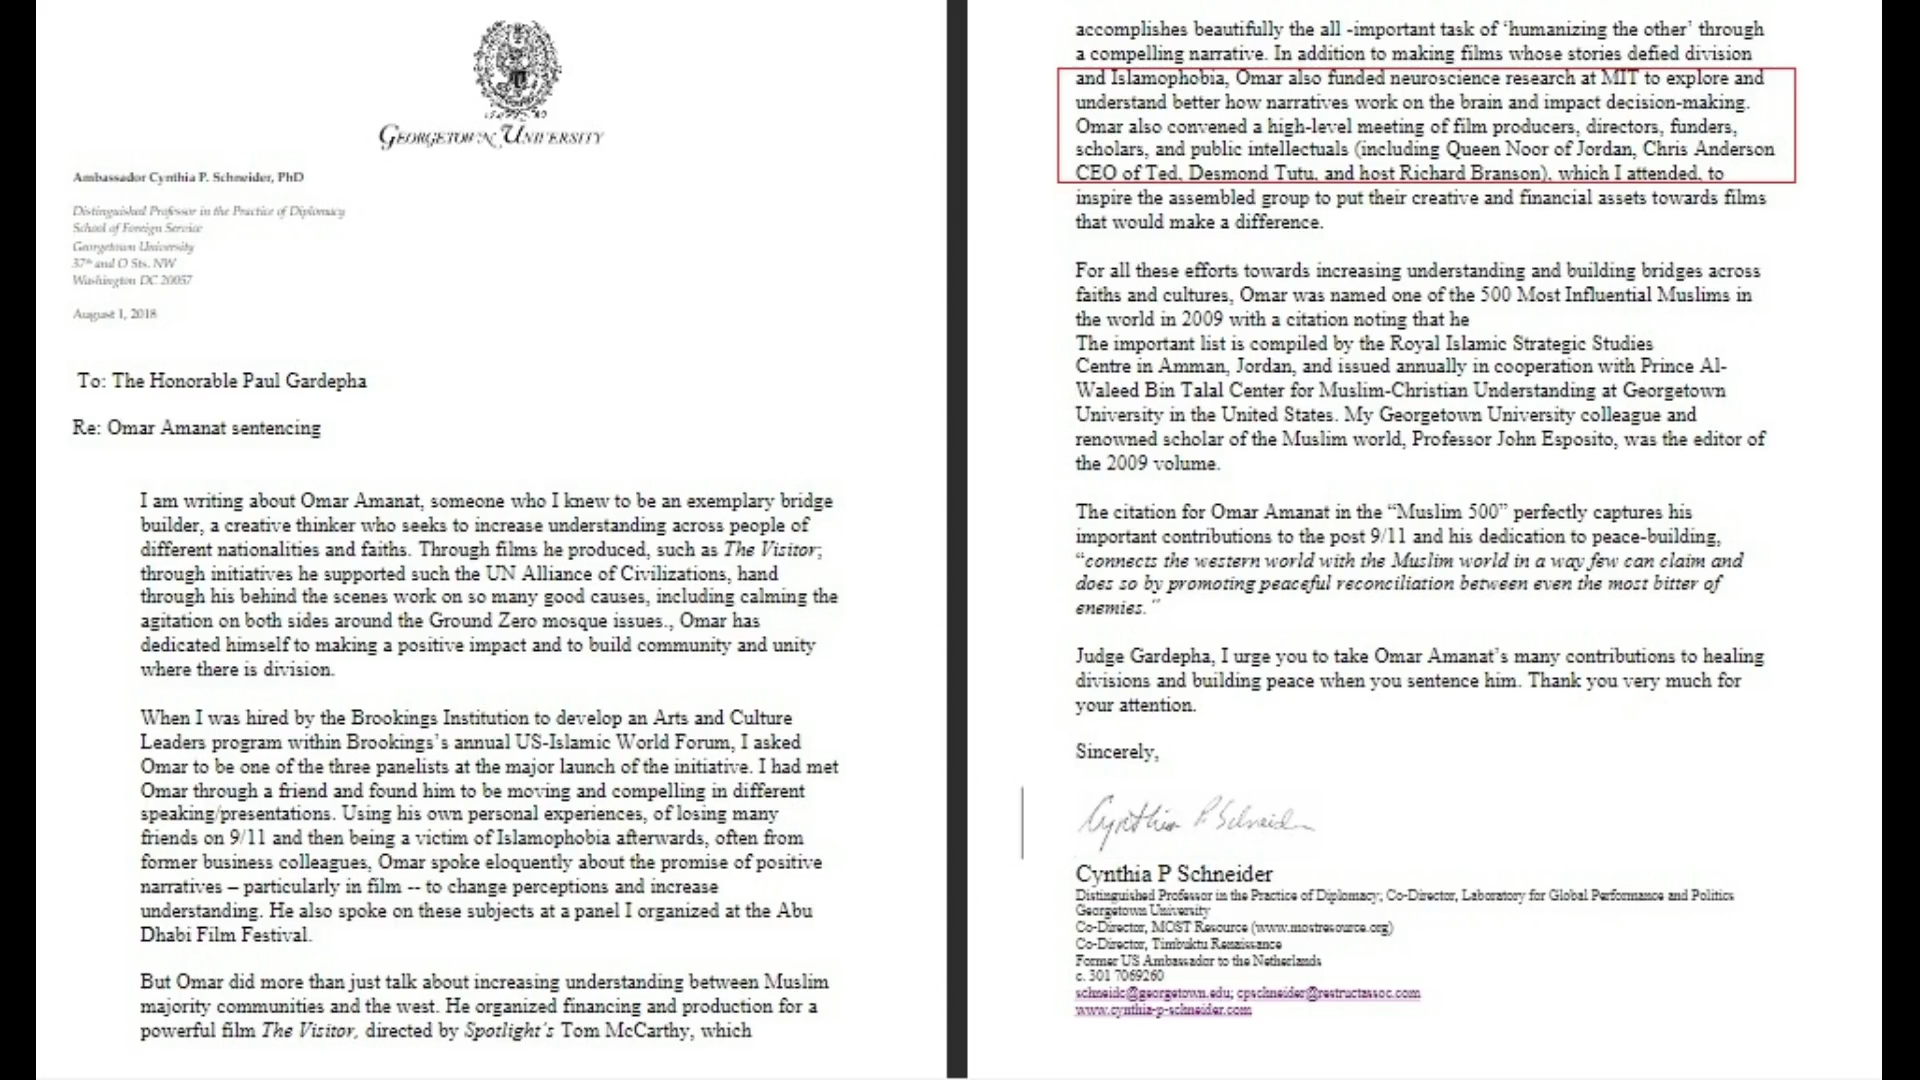 GEORGETOWN UNIVERSITY
Ambassador Cynthia P. Schneider, PhD
Distinguished Professor in the Practice of Diplomacy
School of Foreign Service
Georgetown University
37th and O Sts. NW
Washington DC 20057
August 1, 2018
To: The Honorable Paul Gardepha
Re: Omar Amanat sentencing
I am writing about Omar Amanat, someone who I knew to be an exemplary bridge
builder, a creative thinker who seeks to increase understanding across people of
different nationalities and faiths. Through films he produced, such as The Visitor;
through initiatives he supported such the UN Alliance of Civilizations, hand
through his behind the scenes work on so many good causes, including calming the
agitation on both sides around the Ground Zero mosque issues., Omar has
dedicated himself to making a positive impact and to build community and unity
where there is division.
When I was hired by the Brookings Institution to develop an Arts and Culture
Leaders program within Brookings's annual US-Islamic World Forum, I asked
Omar to be one of the three panelists at the major launch of the initiative. I had met
Omar through a friend and found him to be moving and compelling in different
speaking/presentations. Using his own personal experiences, of losing many
friends on 9/11 and then being a victim of Islamophobia afterwards, often from
former business colleagues, Omar spoke eloquently about the promise of positive
narratives – particularly in film -- to change perceptions and increase
understanding. He also spoke on these subjects at a panel I organized at the Abu
Dhabi Film Festival.
But Omar did more than just talk about increasing understanding between Muslim
majority communities and the west. He organized financing and production for a
powerful film The Visitor, directed by Spotlight's Tom McCarthy, which
accomplishes beautifully the all -important task of ‘humanizing the other’ through
a compelling narrative. In addition to making films whose stories defied division
and Islamophobia, Omar also funded neuroscience research at MIT to explore and
understand better how narratives work on the brain and impact decision-making.
Omar also convened a high-level meeting of film producers, directors, funders,
scholars, and public intellectuals (including Queen Noor of Jordan, Chris Anderson
CEO of Ted, Desmond Tutu, and host Richard Branson), which I attended, to
inspire the assembled group to put their creative and financial assets towards films
that would make a difference.
For all these efforts towards increasing understanding and building bridges across
faiths and cultures, Omar was named one of the 500 Most Influential Muslims in
the world in 2009 with a citation noting that he
The important list is compiled by the Royal Islamic Strategic Studies
Centre in Amman, Jordan, and issued annually in cooperation with Prince Al-
Waleed Bin Talal Center for Muslim-Christian Understanding at Georgetown
University in the United States. My Georgetown University colleague and
renowned scholar of the Muslim world, Professor John Esposito, was the editor of
the 2009 volume.
The citation for Omar Amanat in the “Muslim 500” perfectly captures his
important contributions to the post 9/11 and his dedication to peace-building,
“connects the western world with the Muslim world in a way few can claim and
does so by promoting peaceful reconciliation between even the most bitter of
enemies.”
Judge Gardepha, I urge you to take Omar Amanat's many contributions to healing
divisions and building peace when you sentence him. Thank you very much for
your attention.
Sincerely,
Cynthia P Schneider
Cynthia P Schneider
Distinguished Professor in the Practice of Diplomacy; Co-Director, Laboratory for Global Performance and Politics
Georgetown University
Co-Director, MOST Resource (www.mostresource.org)
Co-Director, Timbuktu Renaissance
Former US Ambassador to the Netherlands
c. 301 7069260
schneidc@georgetown.edu; cpschneider@restructassoc.com
www.cynthia-p-schneider.com